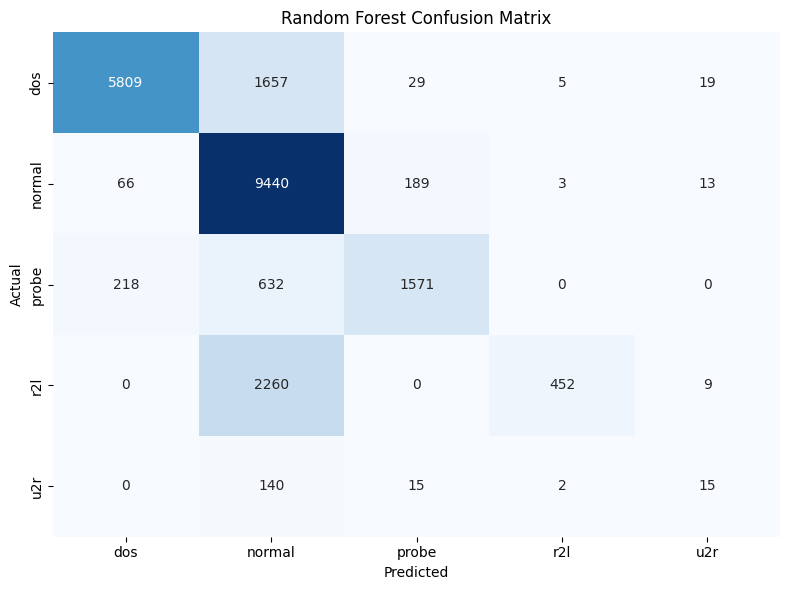 Random Forest Confusion Matrix
Actual
dos 5809 1657 29 5 19
normal 66 9440 189 3 13
probe 218 632 1571 0 0
r2l 0 2260 0 452 9
u2r 0 140 15 2 15
dos normal probe r2l u2r
Predicted